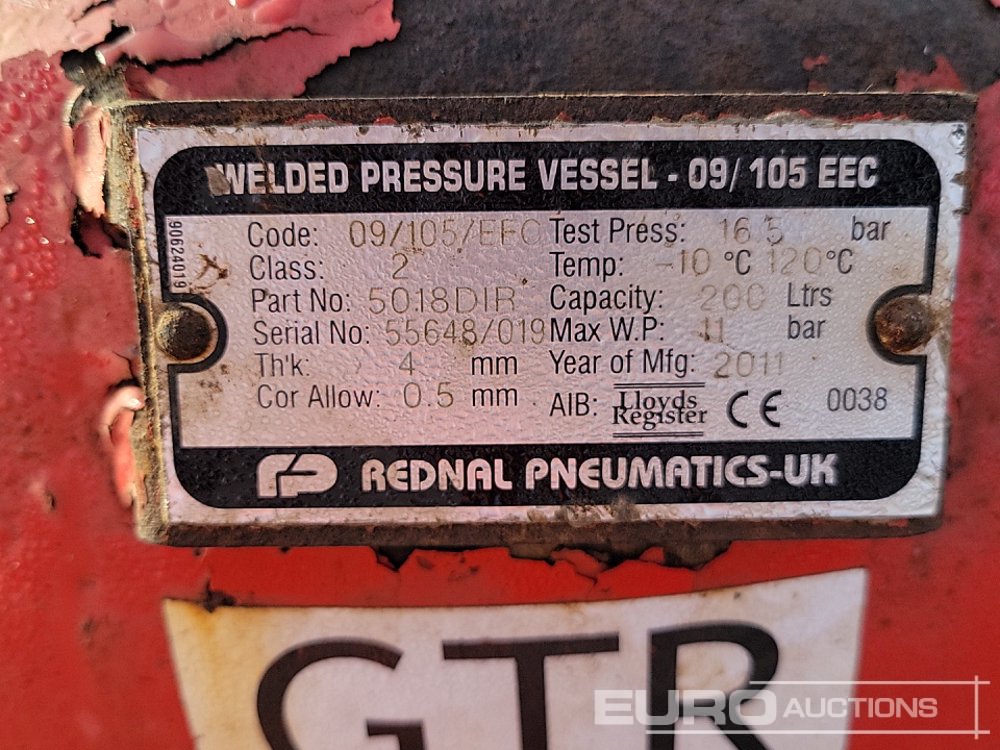 WELDED PRESSURE VESSEL - 09/105 EEC
90624019
Code: 09/105/EEC Test Press: 16.5 bar
Class: 2 Temp: -10 °C 120°C
Part No: 5018DIR Capacity: 200 Ltrs
Serial No: 55648/019 Max W.P: 11 bar
Th'k: 4 mm Year of Mfg: 2011
Cor Allow: 0.5 mm AIB: Lloyds Register CE 0038
REDNAL PNEUMATICS-UK
GTR
EURO AUCTIONS